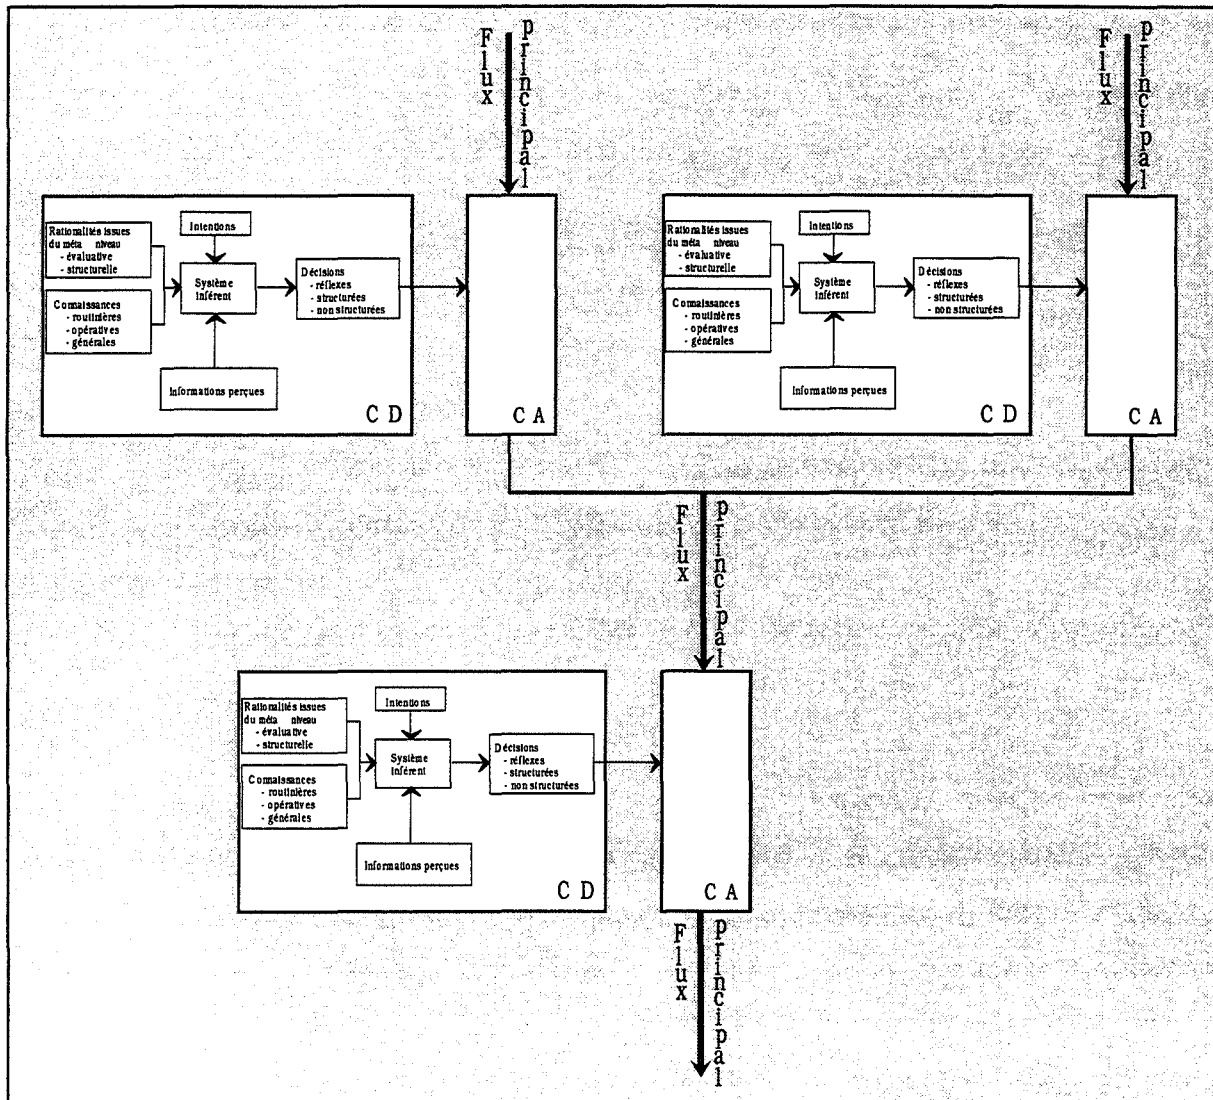 Flux principal
Flux principal
Rationalités issues
du méta niveau
- évaluative
- structurelle
Connaissances
- routinières
- opératives
- générales
Intentions
Système
inférent
Informations perçues
Décisions
- réflexes
- structurées
- non structurées
C D
C A
Rationalités issues
du méta niveau
- évaluative
- structurelle
Connaissances
- routinières
- opératives
- générales
Intentions
Système
inférent
Informations perçues
Décisions
- réflexes
- structurées
- non structurées
C D
C A
Flux principal
Rationalités issues
du méta niveau
- évaluative
- structurelle
Connaissances
- routinières
- opératives
- générales
Intentions
Système
inférent
Informations perçues
Décisions
- réflexes
- structurées
- non structurées
C D
C A
Flux principal